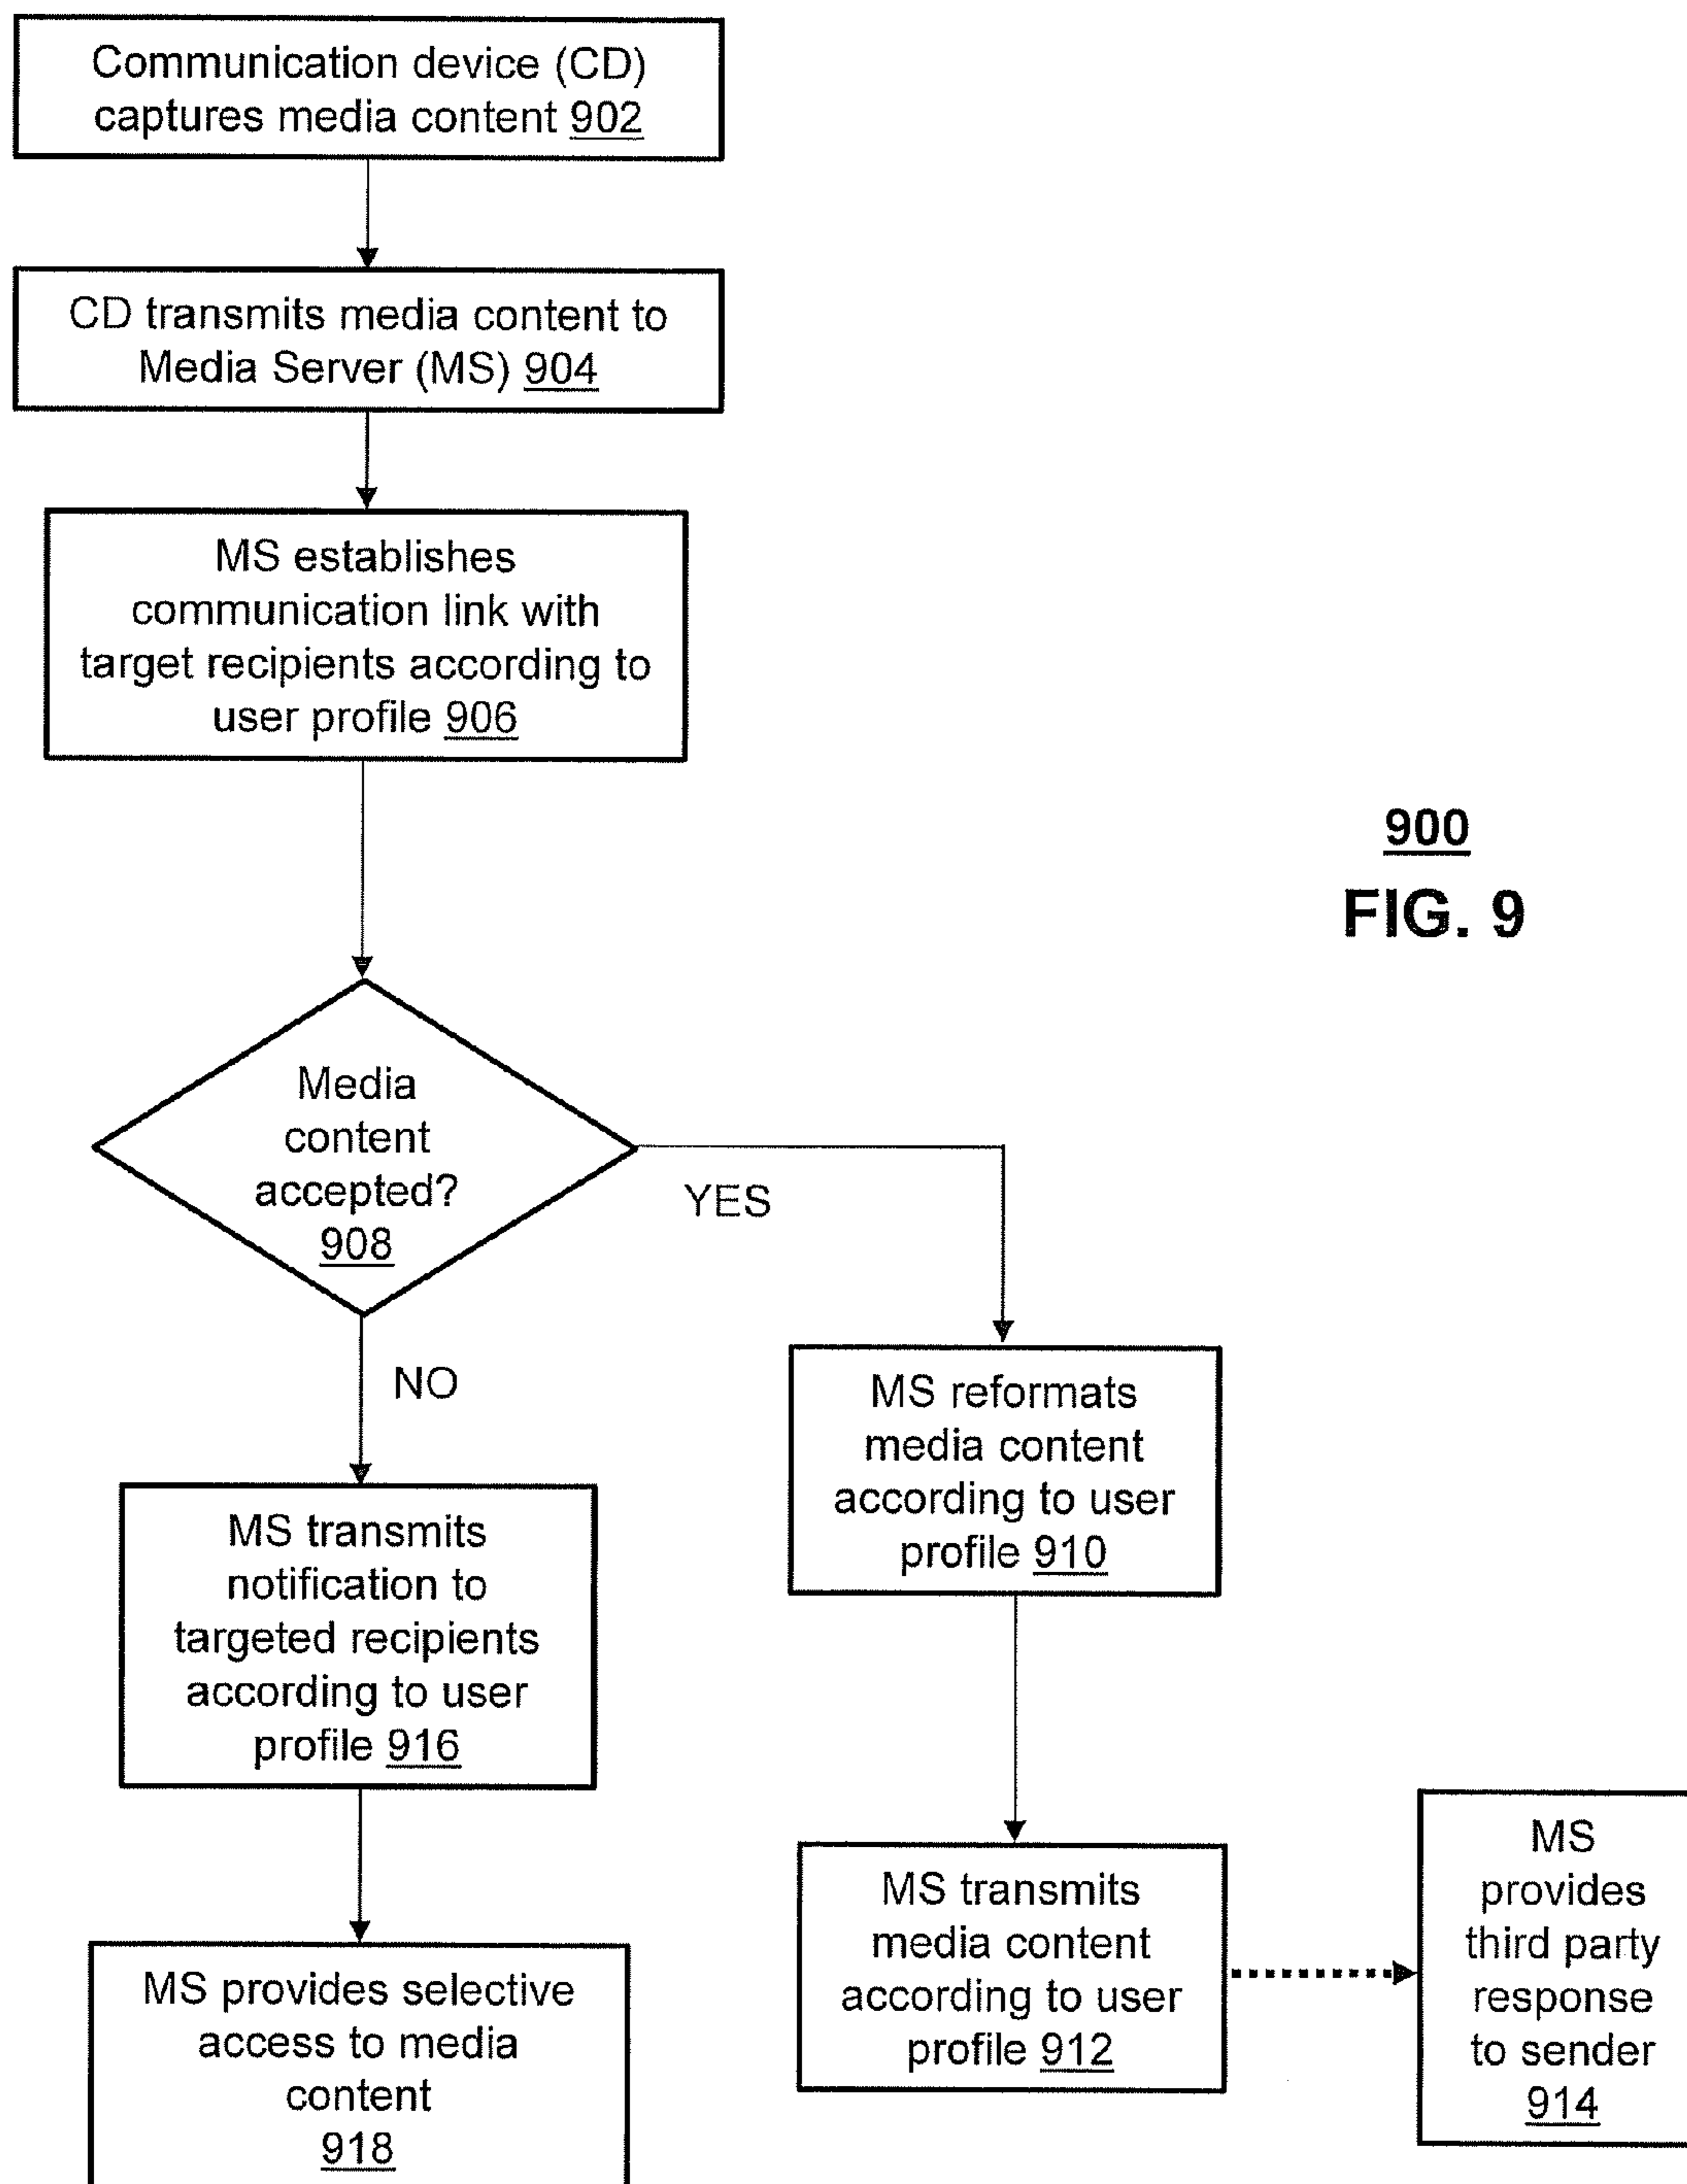 Communication device (CD)
captures media content 902
CD transmits media content to
Media Server (MS) 904
MS establishes
communication link with
target recipients according to
user profile 906
900
FIG. 9
Media
content
accepted?
908
YES
NO
MS reformats
media content
according to user
profile 910
MS transmits
notification to
targeted recipients
according to user
profile 916
MS transmits
media content
according to user
profile 912
MS
provides
third party
response
to sender
914
MS provides selective
access to media
content
918